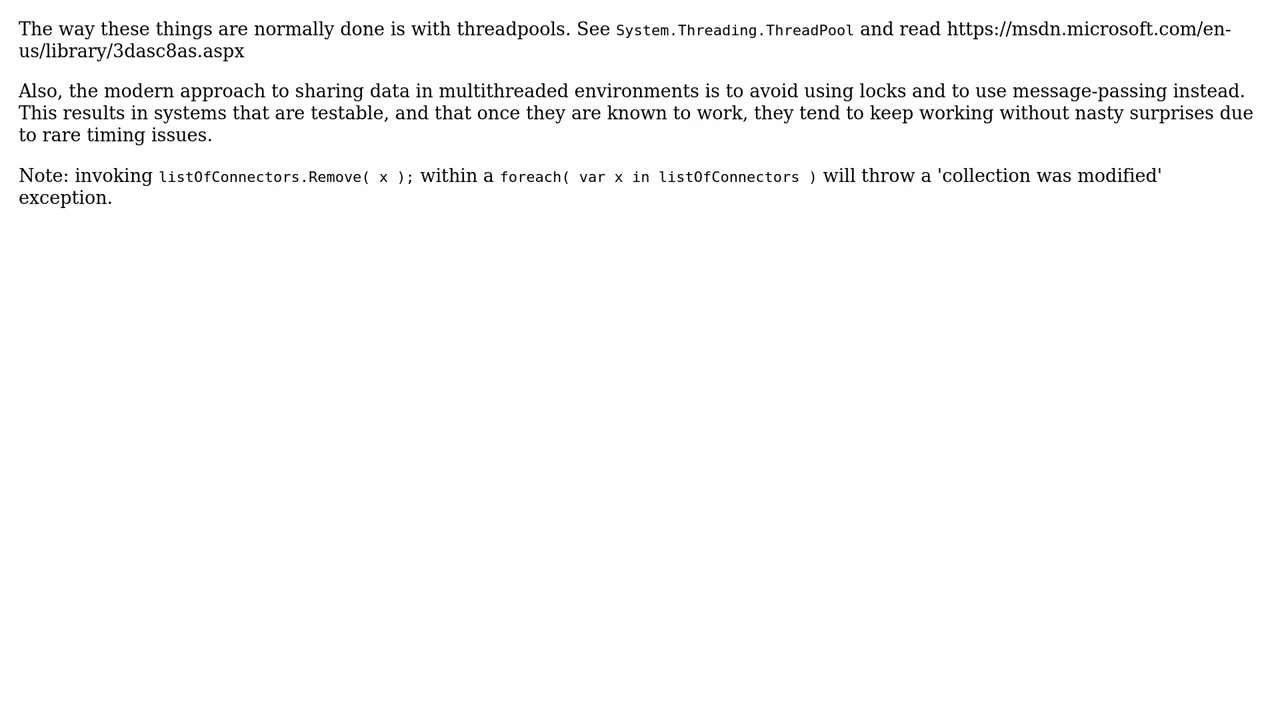 The way these things are normally done is with threadpools. See System.Threading.ThreadPool and read https://msdn.microsoft.com/en-
us/library/3dasc8as.aspx
Also, the modern approach to sharing data in multithreaded environments is to avoid using locks and to use message-passing instead.
This results in systems that are testable, and that once they are known to work, they tend to keep working without nasty surprises due
to rare timing issues.
Note: invoking listOfConnectors.Remove( x ); within a foreach( var x in listOfConnectors ) will throw a 'collection was modified'
exception.